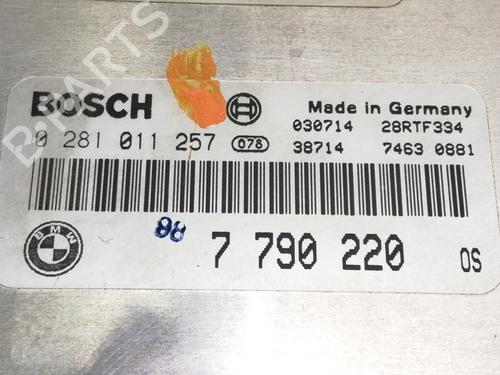 B-PARTS
BOSCH
Made in Germany
0 281 011 257 078
030714 28RTF334
38714 7463 0881
BMW
88 7 790 220 OS